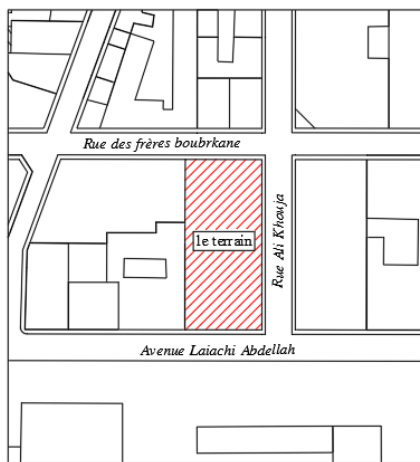 Rue des frères boubrkane
le terrain
Rue Ali Khouja
Avenue Laiachi Abdellah